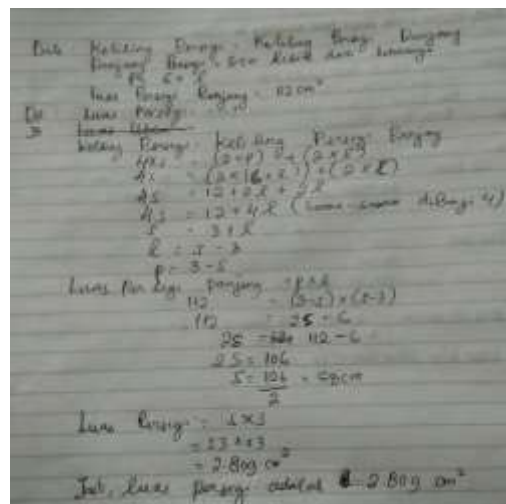 Keliling Persegi = Keliling Persegi Panjang
Panjang Persegi 6 cm lebih dari lebarnya
P = 6 + l
luas Persegi Panjang = 112 cm²
luas Persegi
Keliling Persegi = Keliling Persegi Panjang
4 x s = (2 x P) + (2 x l)
4s = (2 x (6 + l)) + (2 x l)
4s = 12 + 2l + 2l
4s = 12 + 4l (sama-sama dibagi 4)
s = 3 + l
l = s - 3
P = 3 - s
Luas Persegi panjang = p x l
112 = (3-s) x (s-3)
112 = 2s - 6
2s = 112 - 6
2s = 106
s = 106 = 53 cm
2
Luas Persegi = s x s
= 53 x 53
= 2.809 cm²
Jadi, luas persegi adalah 2.809 cm²